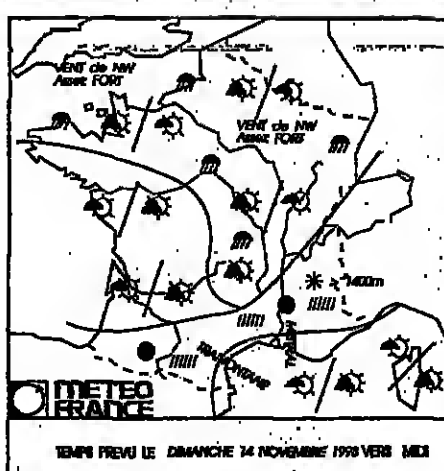 VENT de NW
Assez FORT
VENT de NW
Assez FORT
1400m
TRAMONTANE
MISTRAL
METEO
FRANCE
TEMPS PREVU LE DIMANCHE 14 NOVEMBRE 1993 VERS MIDI